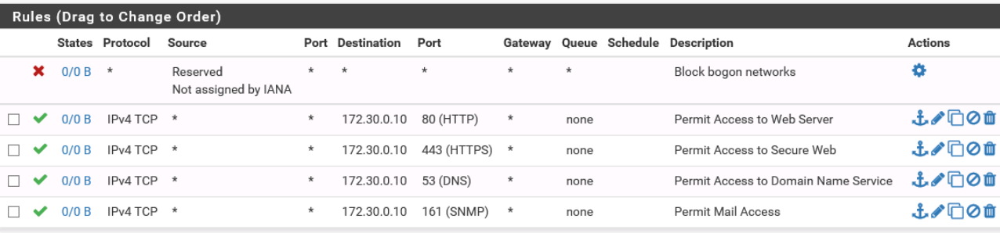 Rules (Drag to Change Order)
States Protocol Source Port Destination Port Gateway Queue Schedule Description Actions
0/0 B * Reserved * * * * * Block bogon networks
Not assigned by IANA
0/0 B IPv4 TCP * * 172.30.0.10 80 (HTTP) * none Permit Access to Web Server
0/0 B IPv4 TCP * * 172.30.0.10 443 (HTTPS) * none Permit Access to Secure Web
0/0 B IPv4 TCP * * 172.30.0.10 53 (DNS) * none Permit Access to Domain Name Service
0/0 B IPv4 TCP * * 172.30.0.10 161 (SNMP) * none Permit Mail Access